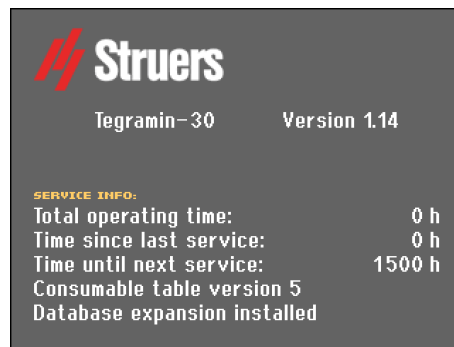 Struers
Tegramin-30 Version 1.14
SERVICE INFO:
Total operating time: 0 h
Time since last service: 0 h
Time until next service: 1500 h
Consumable table version 5
Database expansion installed